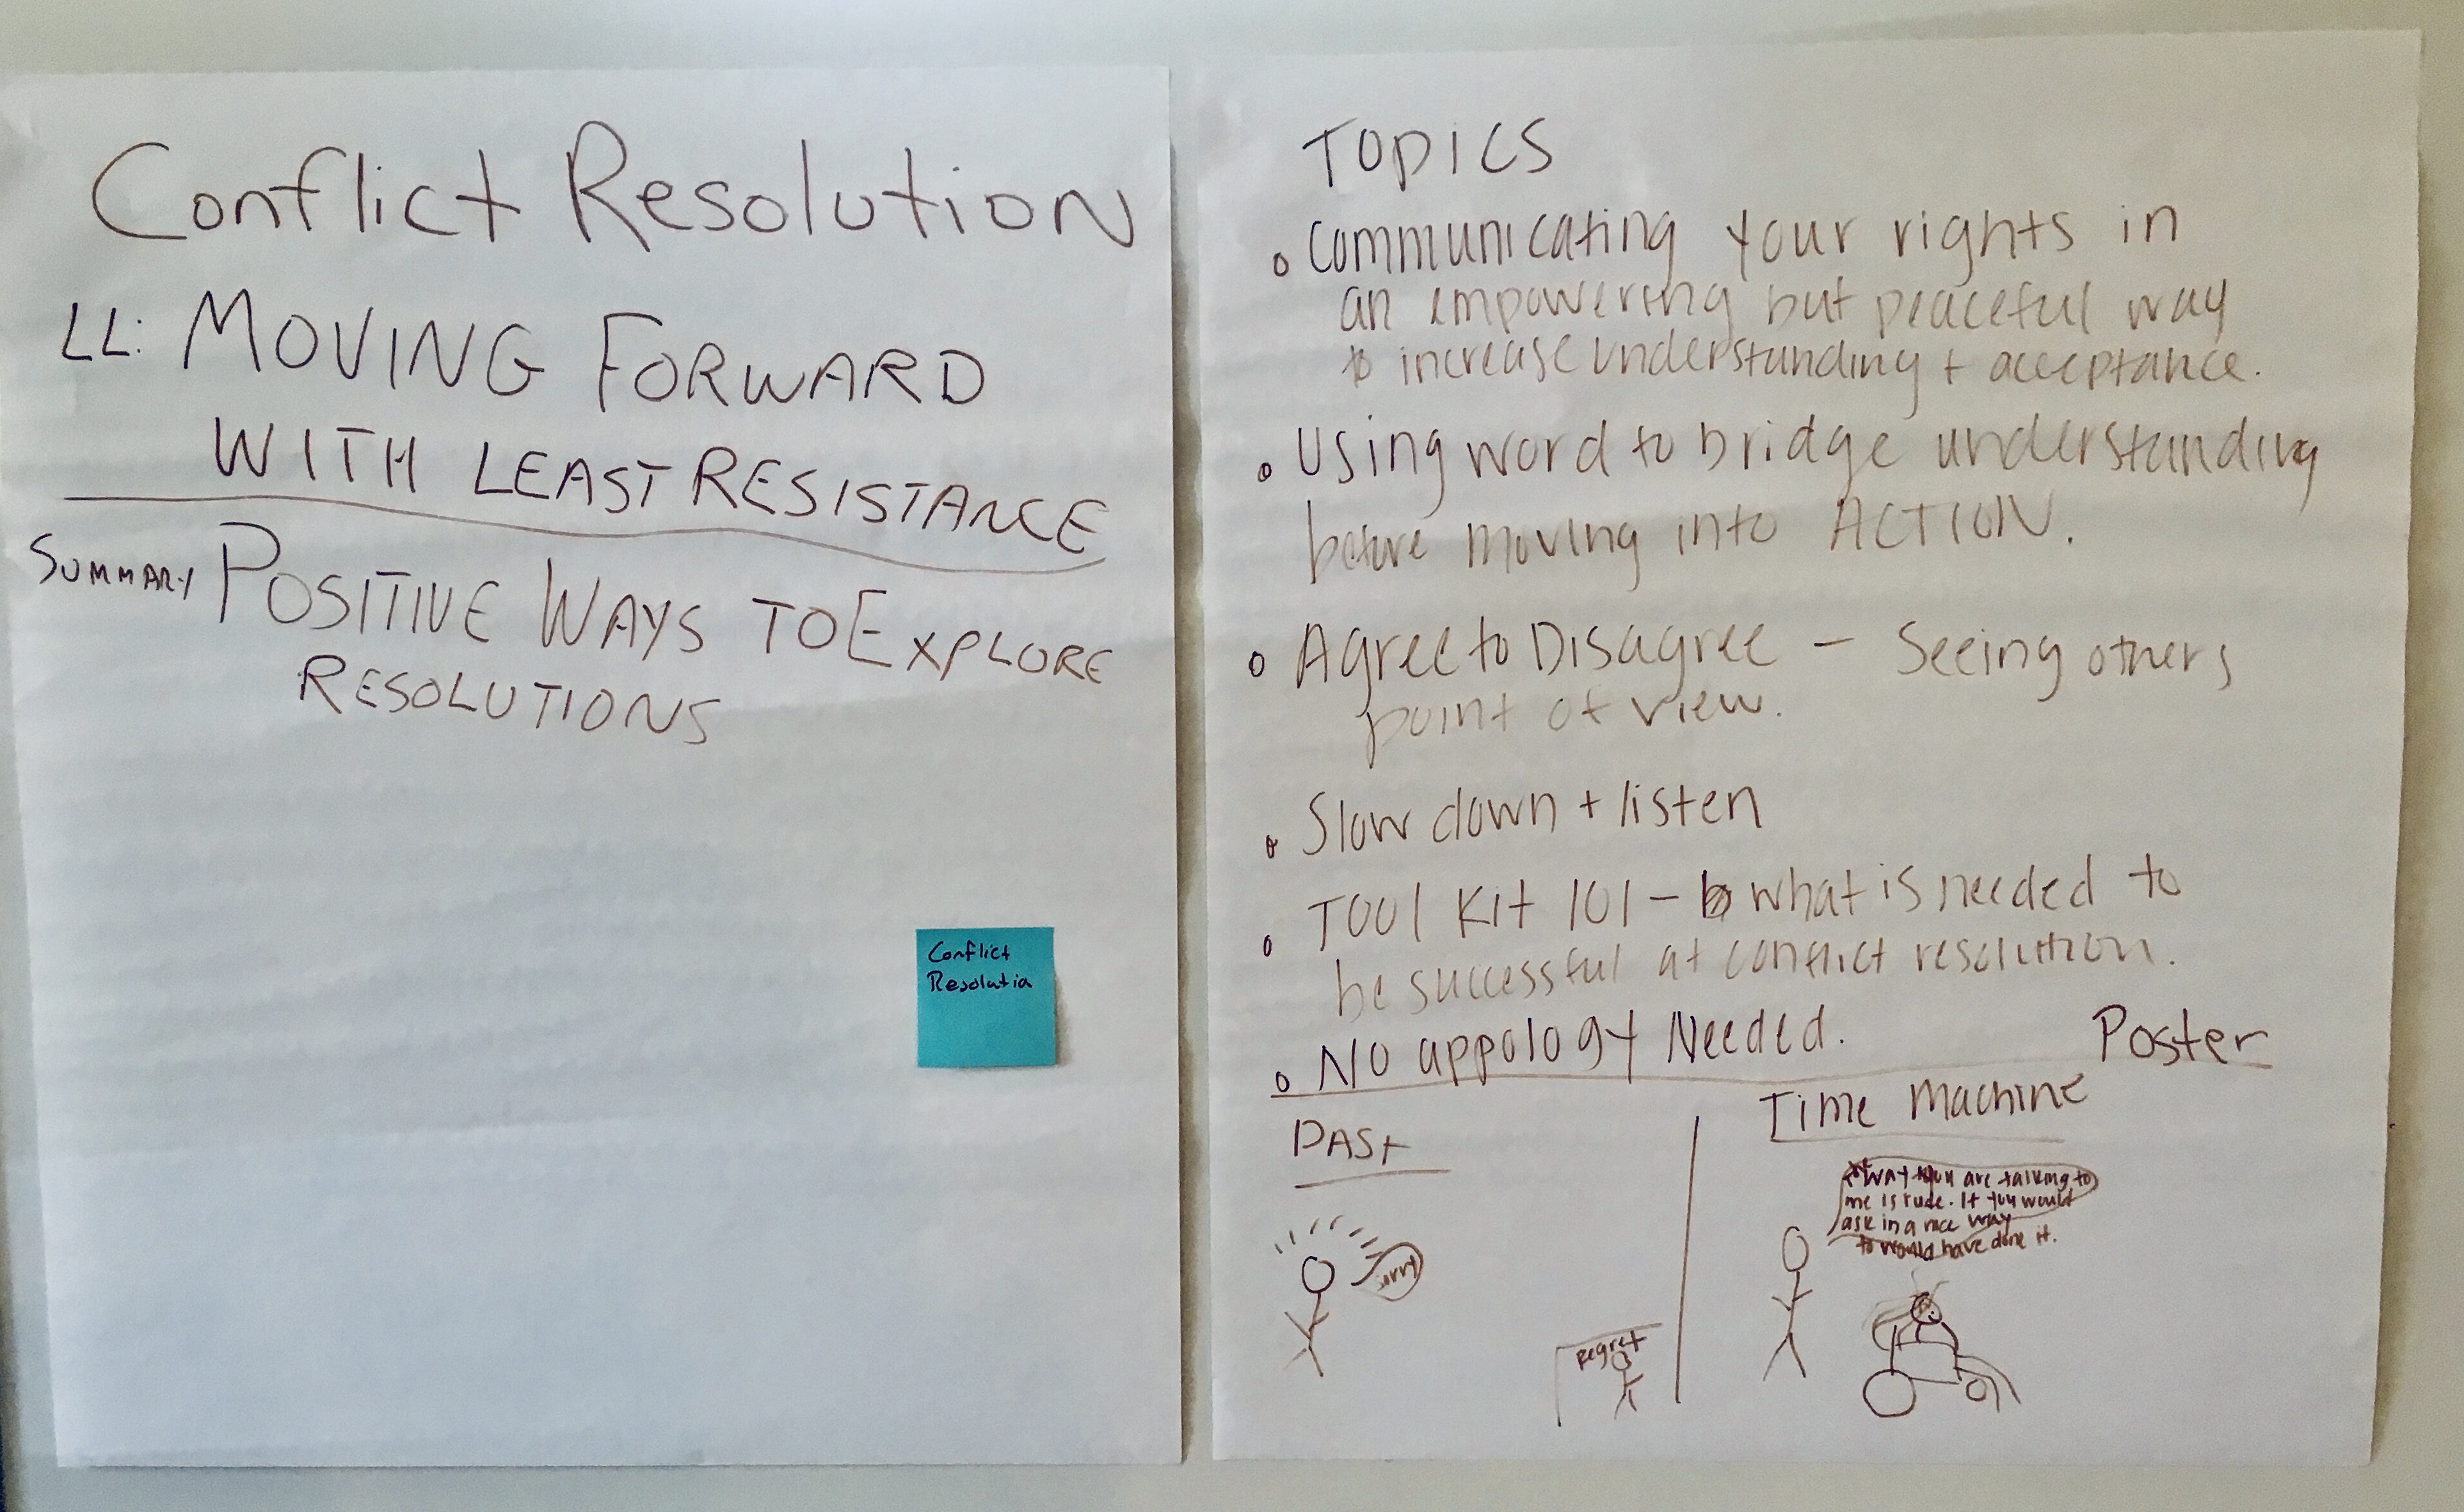 Conflict Resolution
LL: MOVING FORWARD
WITH LEAST RESISTANCE
SUMMARY POSITIVE WAYS TO EXPLORE
RESOLUTIONS
Conflict
Resolutio
TOPICS
Communicating your rights in
an empowering but peaceful way
to increase understanding + acceptance.
Using word to bridge understanding
before moving into ACTION.
Agree to Disagree - Seeing others
point of view.
Slow down + listen
TOOl Kit 101 - what is needed to
be successful at conflict resolution.
NO appology Needed.
Poster
PAST
Time Machine
sorry
Regret
way you are talking to
me is rude. If you would
ask in a nice way
to would have done it.